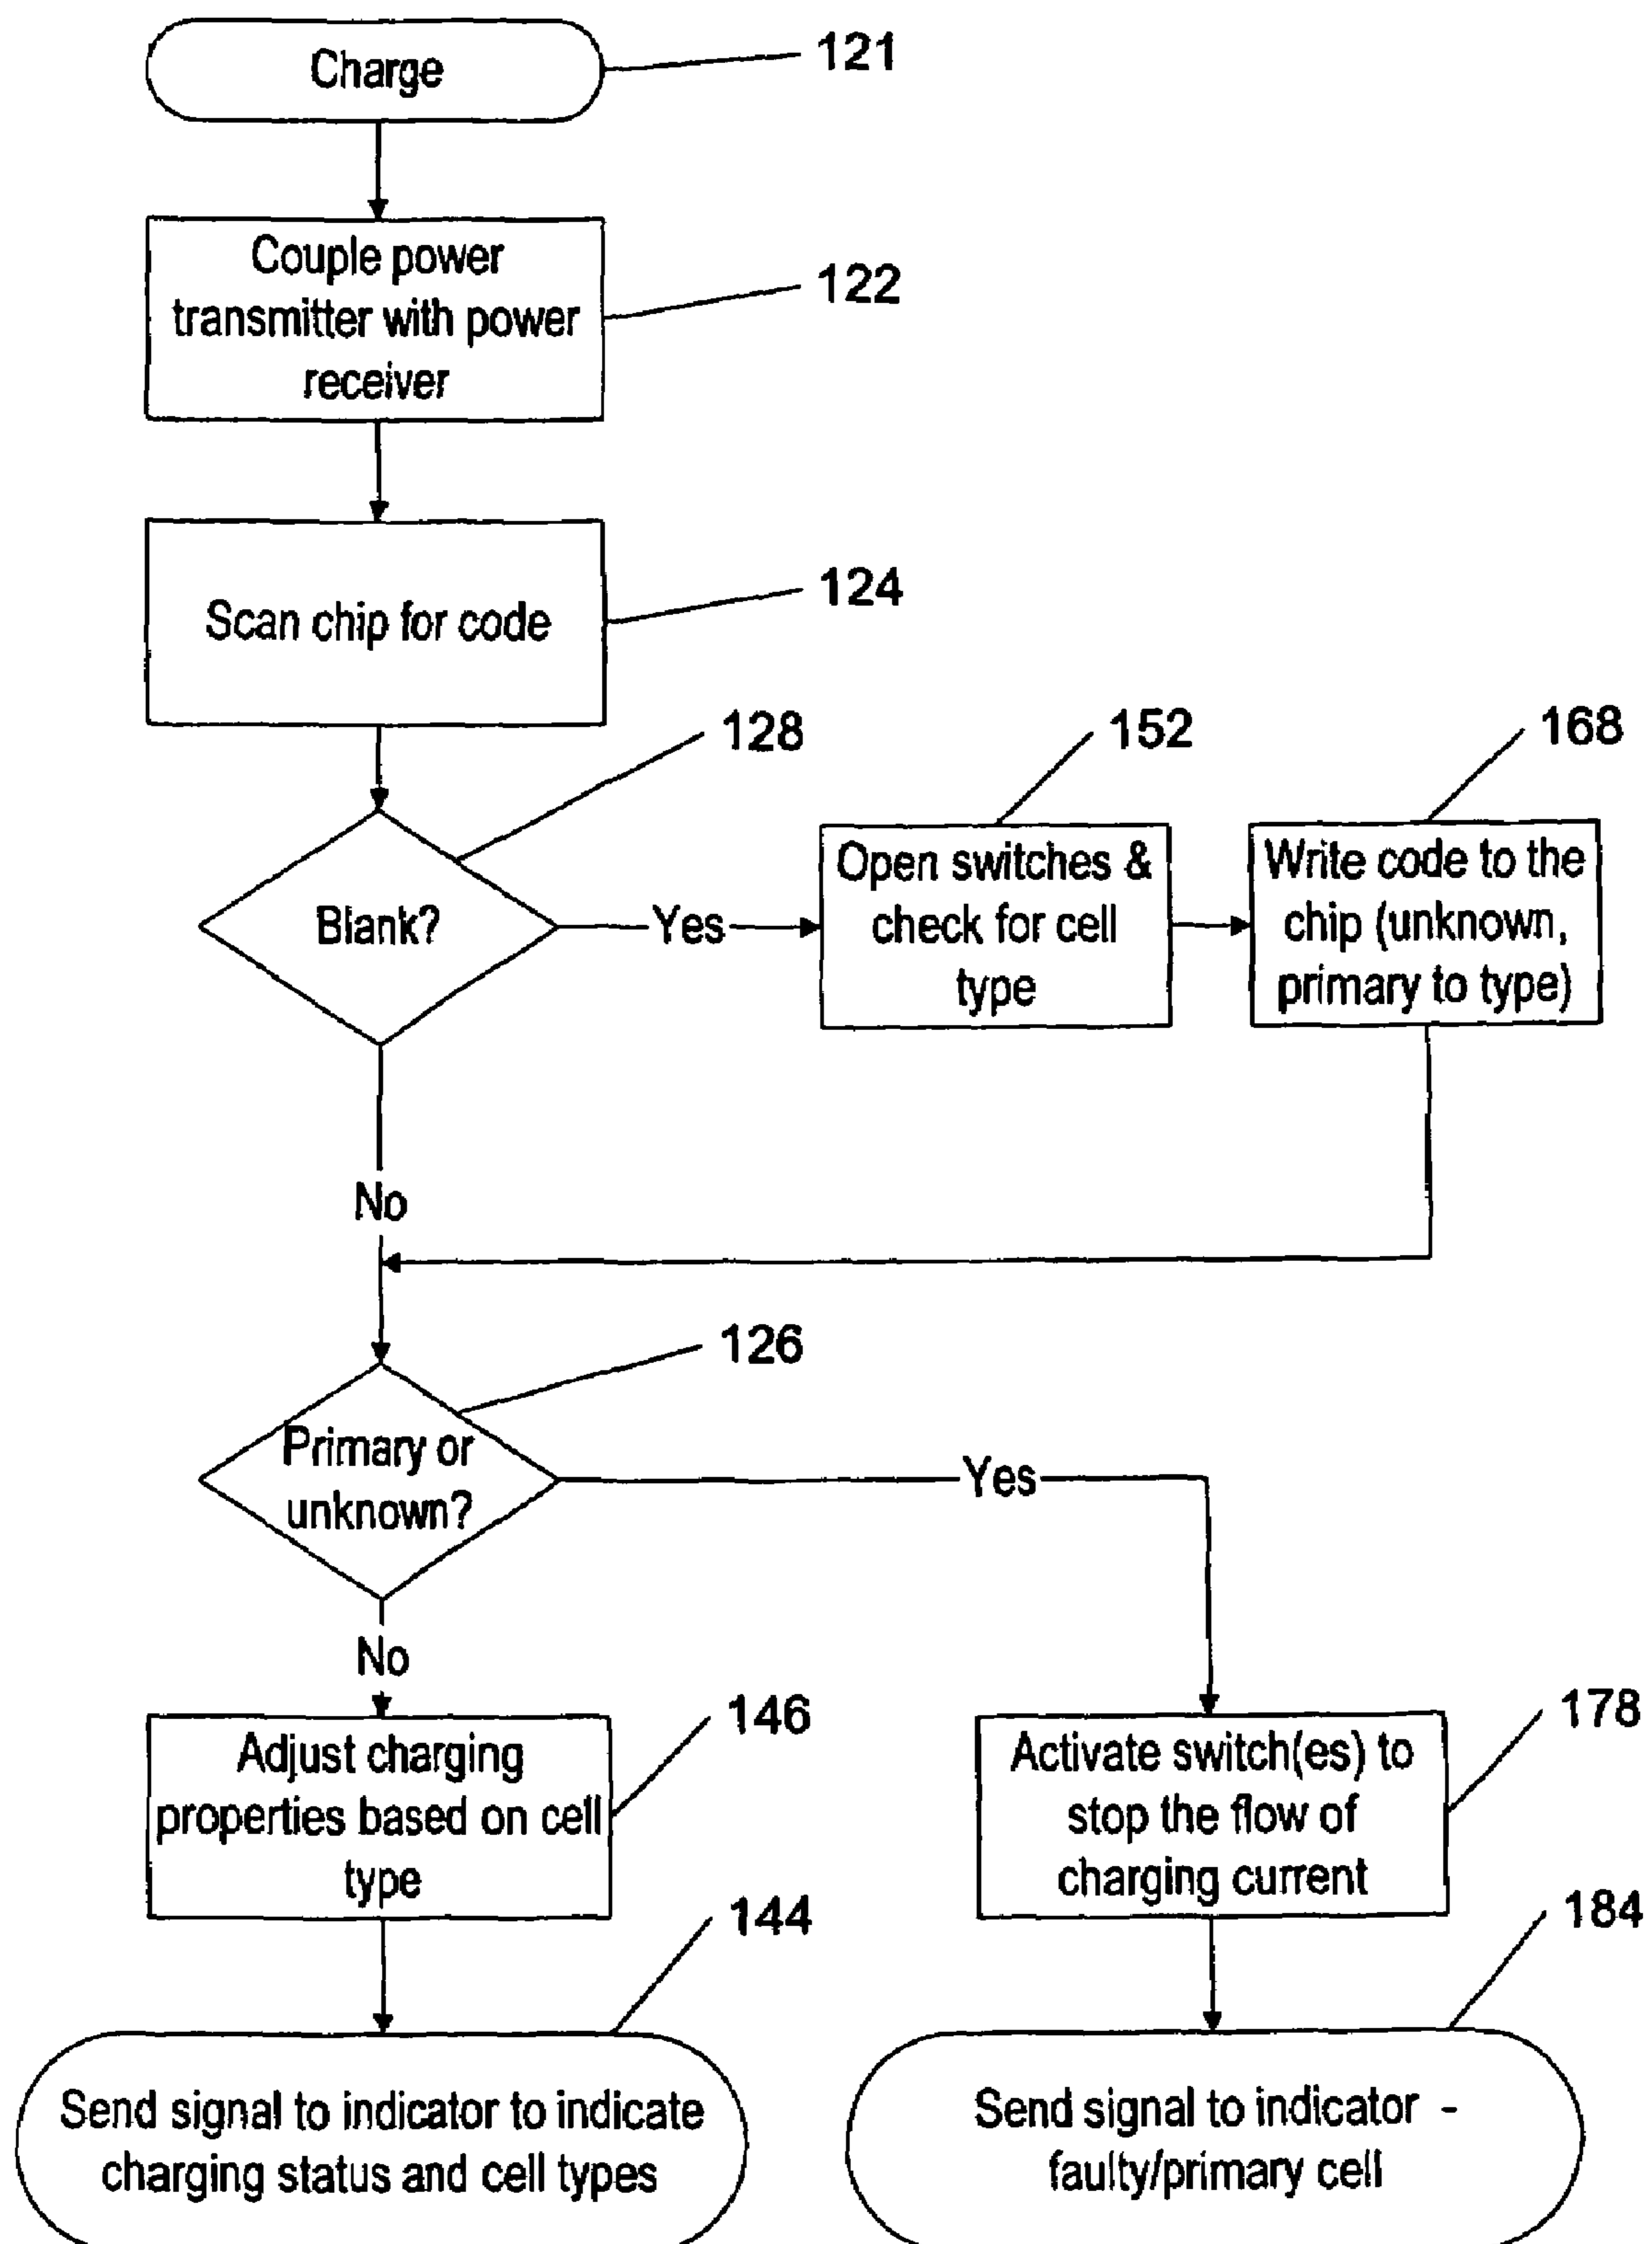 Charge
121
Couple power
transmitter with power
receiver
122
Scan chip for code
124
128
152
168
Blank?
Yes
Open switches &
check for cell
type
Write code to the
chip (unknown,
primary to type)
No
126
Primary or
unknown?
Yes
No
146
178
Adjust charging
properties based on cell
type
Activate switch(es) to
stop the flow of
charging current
144
184
Send signal to indicator to indicate
charging status and cell types
Send signal to indicator -
faulty/primary cell